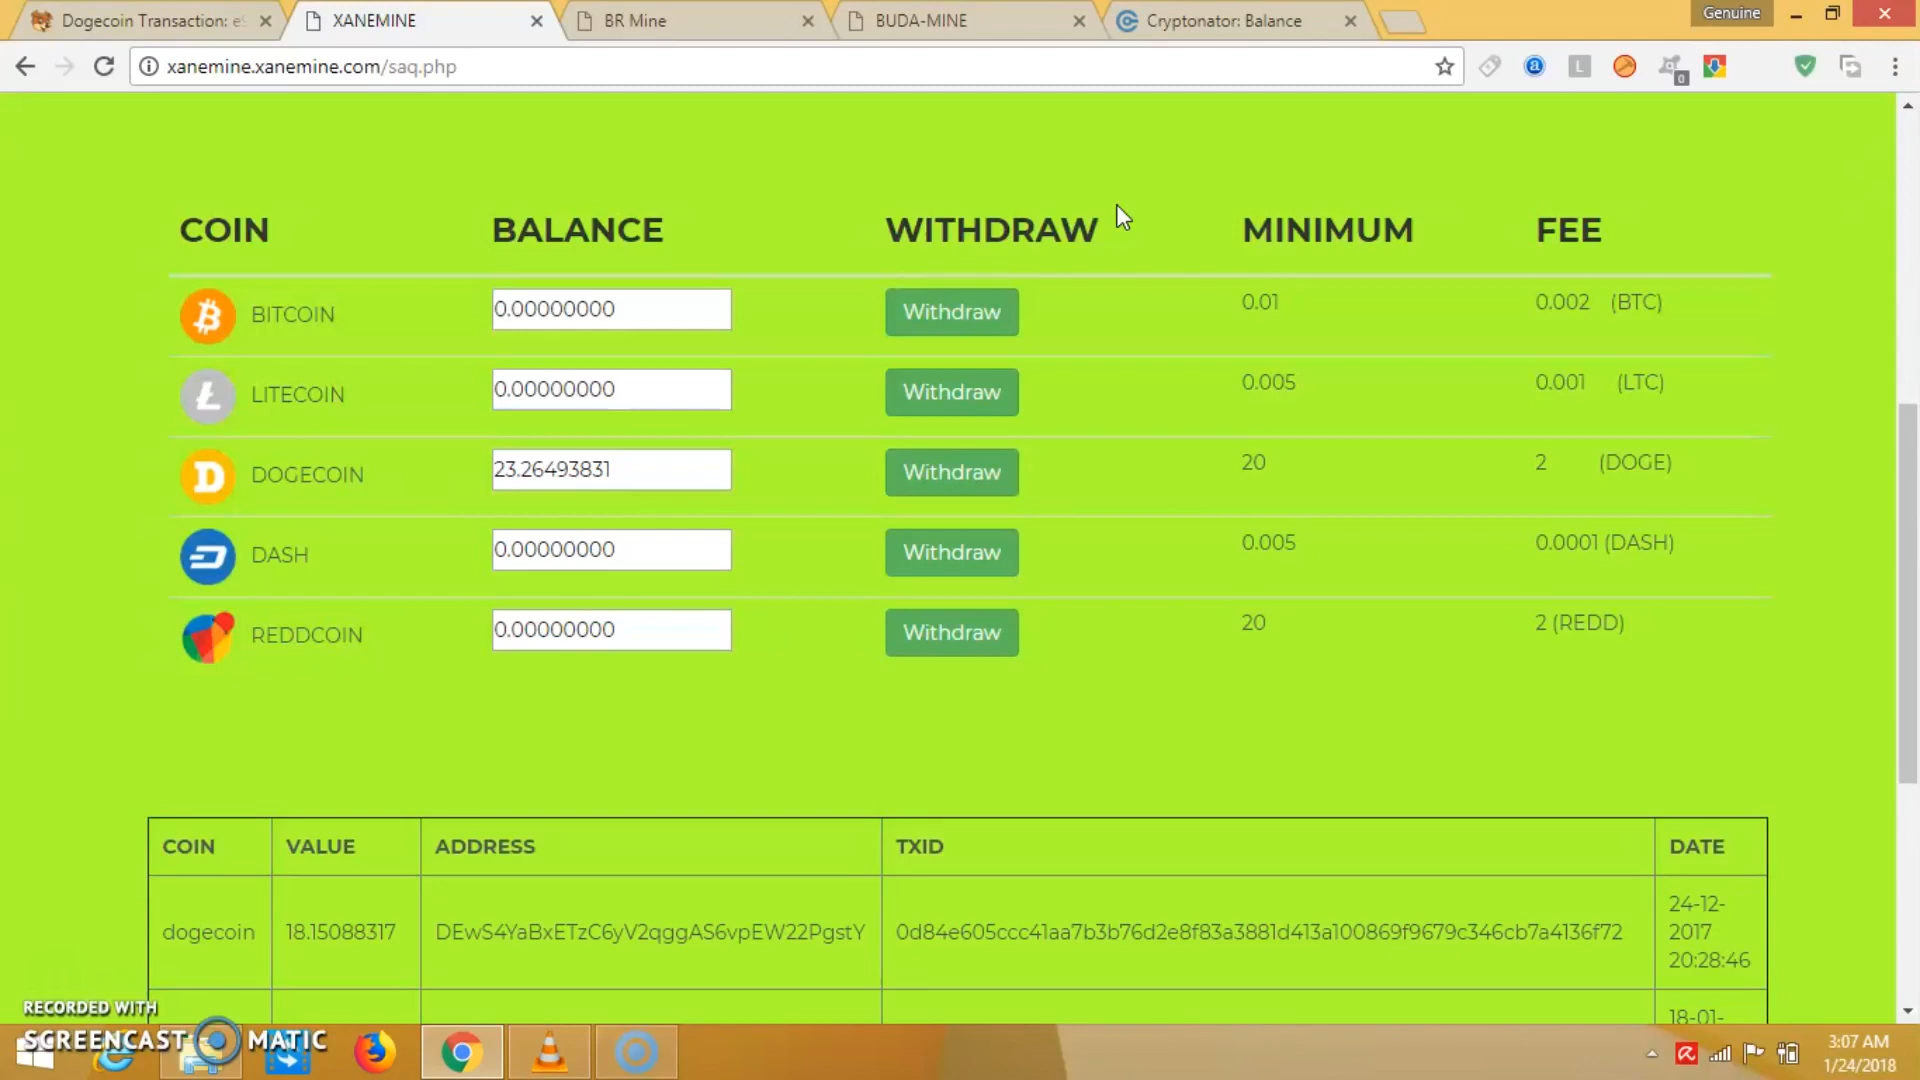 Dogecoin Transaction: e
XANEMINE
BR Mine
BUDA-MINE
Cryptonator: Balance
Genuine
xanemine.xanemine.com/saq.php
COIN BALANCE WITHDRAW MINIMUM FEE
BITCOIN 0.00000000 Withdraw 0.01 0.002 (BTC)
LITECOIN 0.00000000 Withdraw 0.005 0.001 (LTC)
DOGECOIN 23.26493831 Withdraw 20 2 (DOGE)
DASH 0.00000000 Withdraw 0.005 0.0001 (DASH)
REDDCOIN 0.00000000 Withdraw 20 2 (REDD)
COIN VALUE ADDRESS TXID DATE
dogecoin 18.15088317 DEwS4YaBxETzC6yV2qggAS6vpEW22PgstY 0d84e605ccc41aa7b3b76d2e8f83a3881d413a100869f9679c346cb7a4136f72 24-12-
2017
20:28:46
18-01-
RECORDED WITH
SCREENCAST MATIC
3:07 AM
1/24/2018